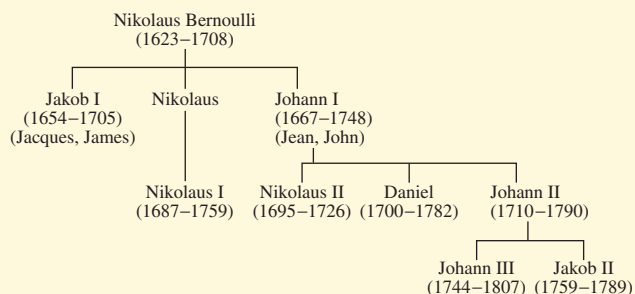 Nikolaus Bernoulli
(1623–1708)
Jakob I
(1654–1705)
(Jacques, James)
Nikolaus
Johann I
(1667–1748)
(Jean, John)
Nikolaus I
(1687–1759)
Nikolaus II
(1695–1726)
Daniel
(1700–1782)
Johann II
(1710–1790)
Johann III
(1744–1807)
Jakob II
(1759–1789)